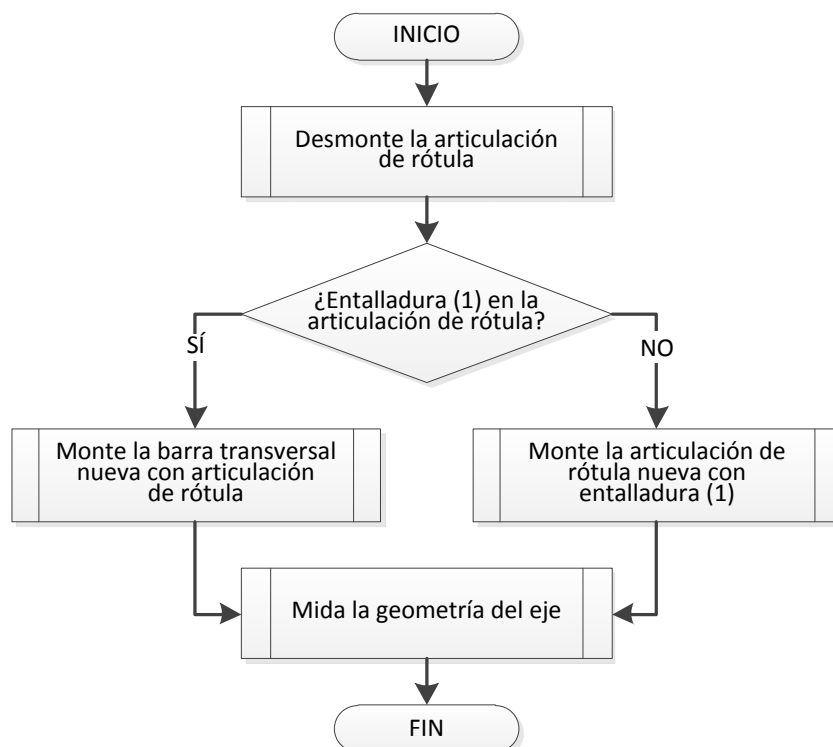 INICIO
Desmonte la articulación
de rótula
¿Entalladura (1) en la
articulación de rótula?
SÍ
NO
Monte la barra transversal
nueva con articulación
de rótula
Monte la articulación de
rótula nueva con
entalladura (1)
Mida la geometría del eje
FIN